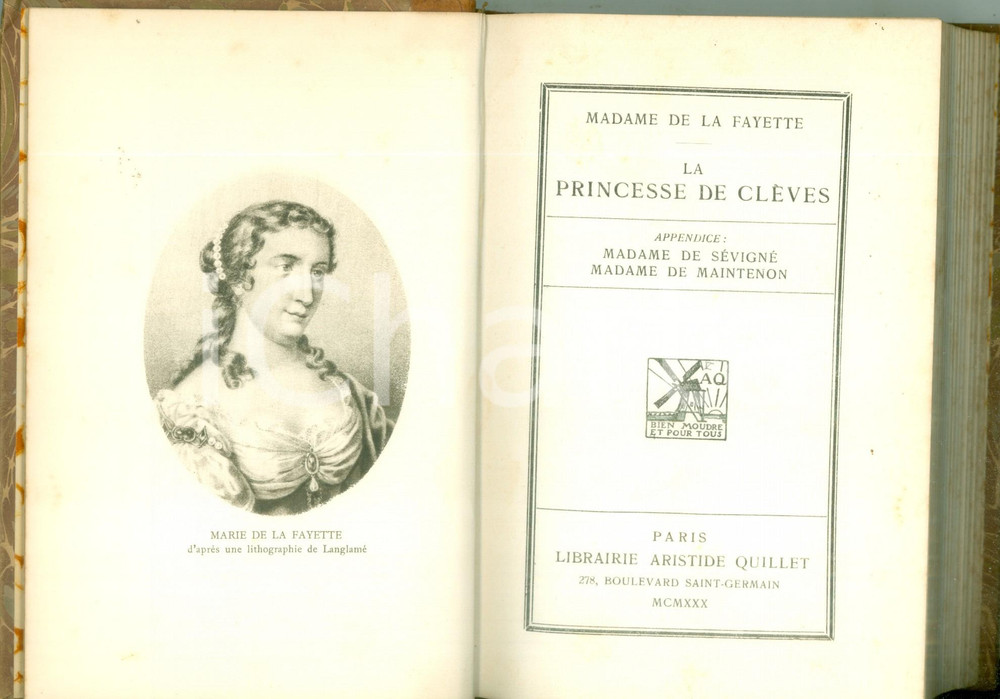 MARIE DE LA FAYETTE
d'après une lithographie de Langlamé
MADAME DE LA FAYETTE
LA
PRINCESSE DE CLÈVES
APPENDICE :
MADAME DE SÉVIGNÉ
MADAME DE MAINTENON
AQ
BIEN MOUDRE
ET POUR TOUS
PARIS
LIBRAIRIE ARISTIDE QUILLET
278, BOULEVARD SAINT-GERMAIN
MCMXXX